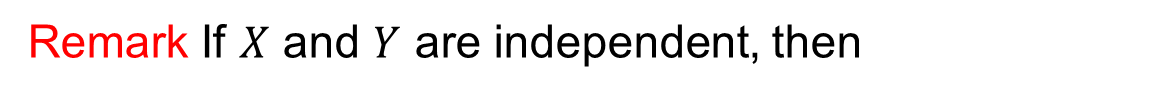 Remark If X and Y are independent, then